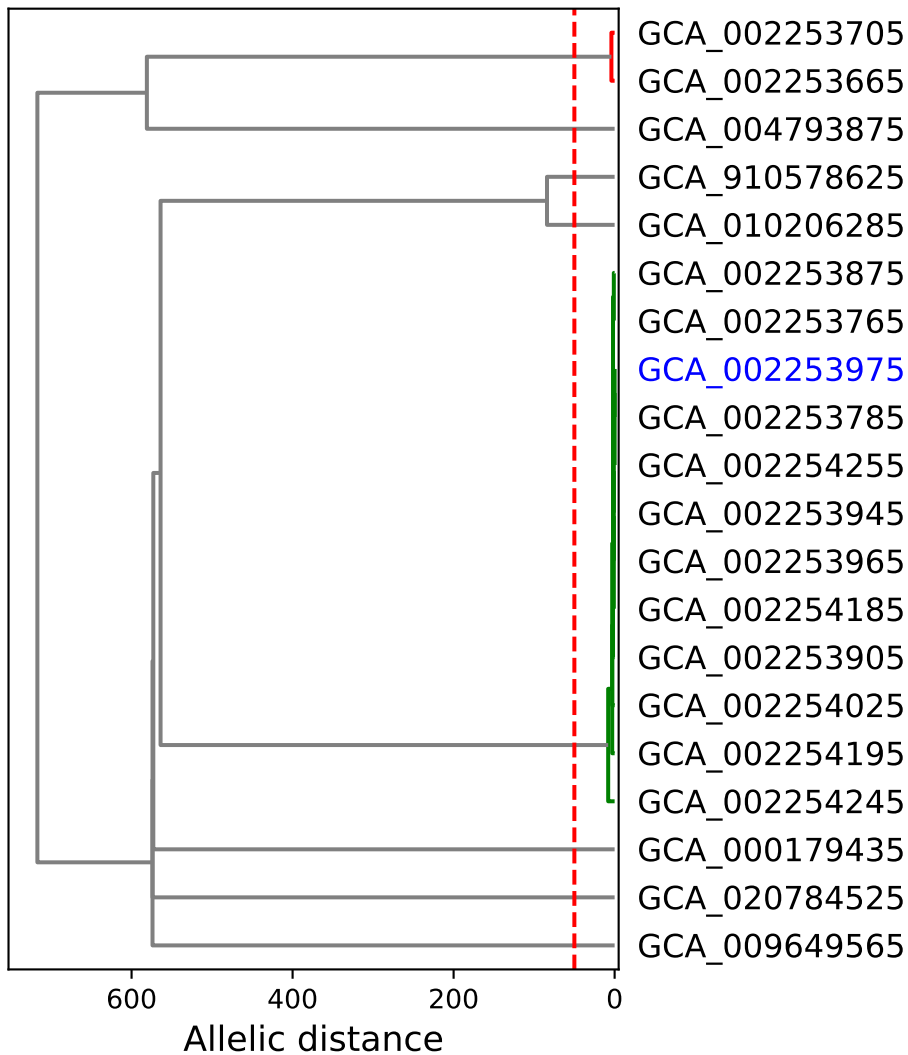 GCA_002253705
GCA_002253665
GCA_004793875
GCA_910578625
GCA_010206285
GCA_002253875
GCA_002253765
GCA_002253975
GCA_002253785
GCA_002254255
GCA_002253945
GCA_002253965
GCA_002254185
GCA_002253905
GCA_002254025
GCA_002254195
GCA_002254245
GCA_000179435
GCA_020784525
GCA_009649565
600 400 200 0
Allelic distance